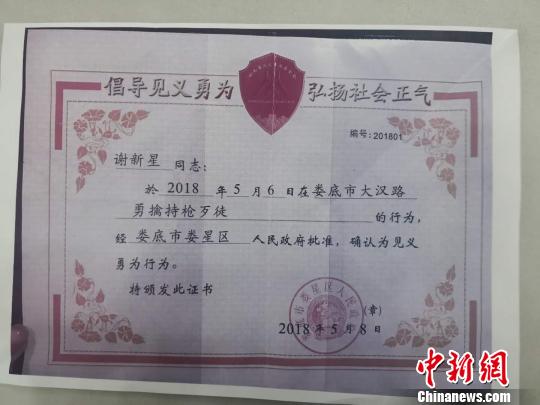 倡导见义勇为 弘扬社会正气
编号:201801
谢新星 同志:
於 2018 年 5 月 6 日在娄底市大汉路
勇擒持枪歹徒 的行为,
经 娄底市娄星区 人民政府批准,确认为见义
勇为行为。
特颁发此证书
(章)
2018 年 5 月 8 日
中新网
www.chinanews.com